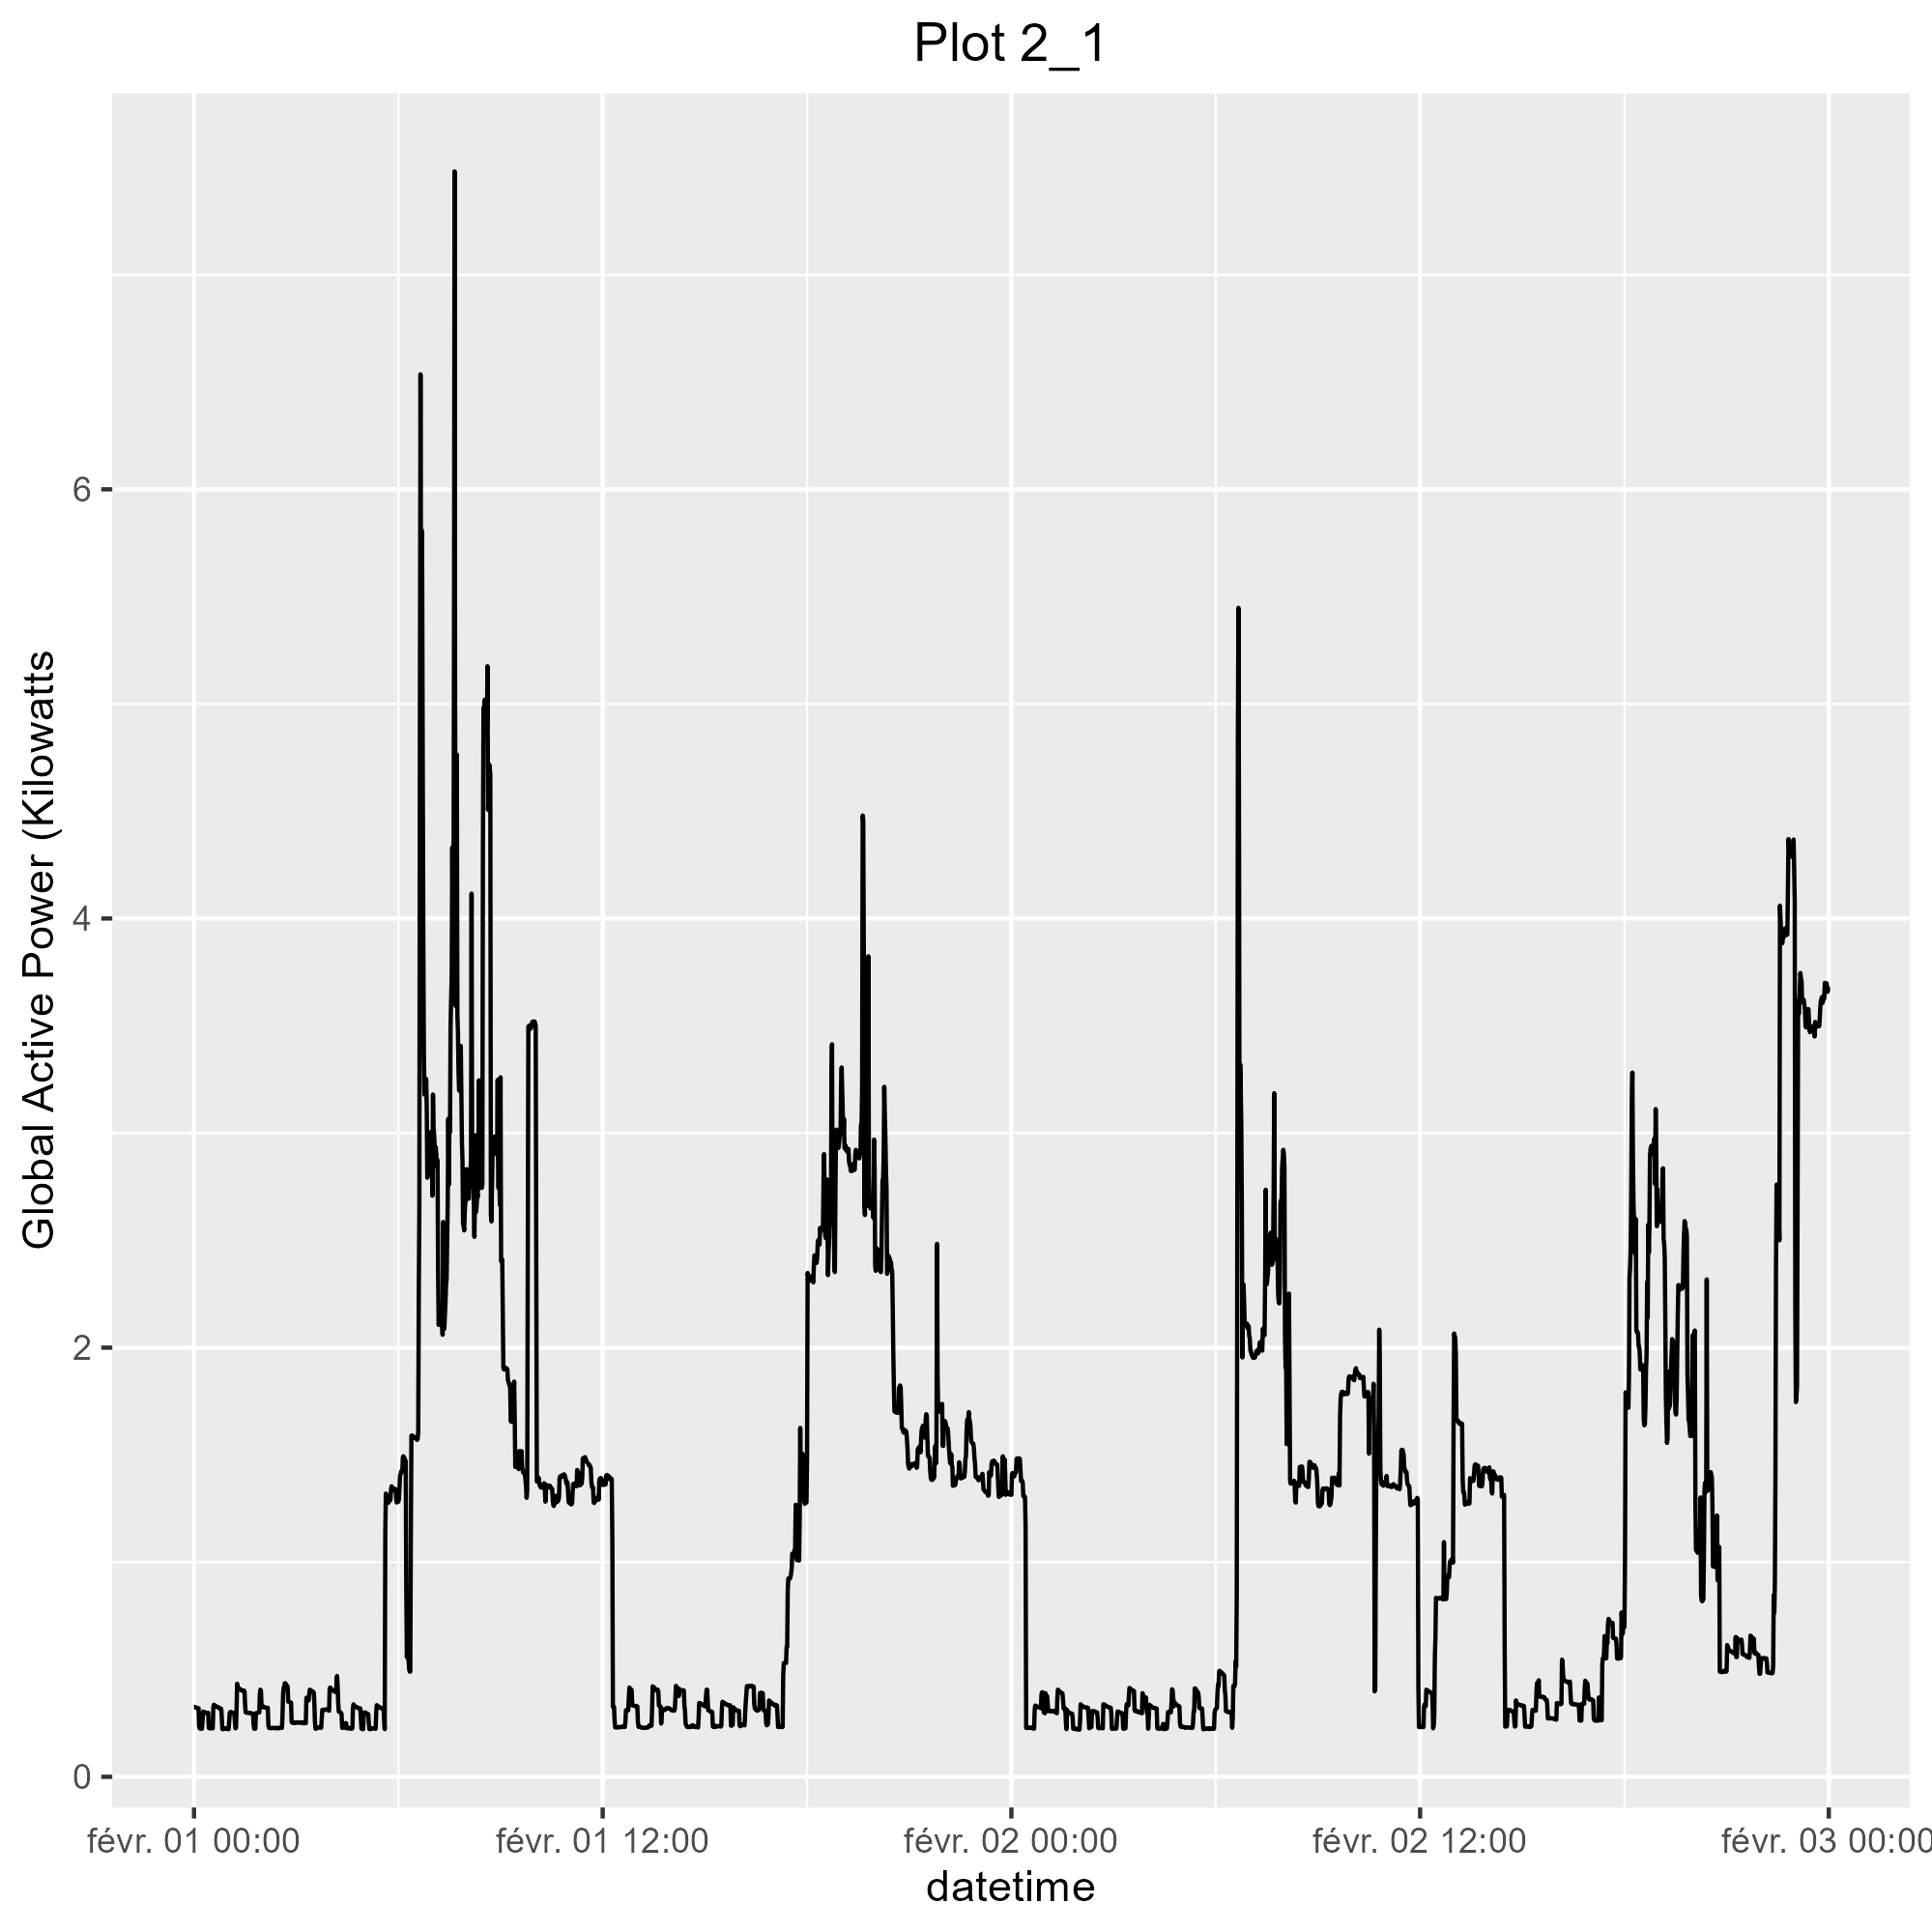 Plot 2_1
Global Active Power (Kilowatts
6
4
2
0
févr. 01 00:00
févr. 01 12:00
févr. 02 00:00
févr. 02 12:00
févr. 03 00:00
datetime